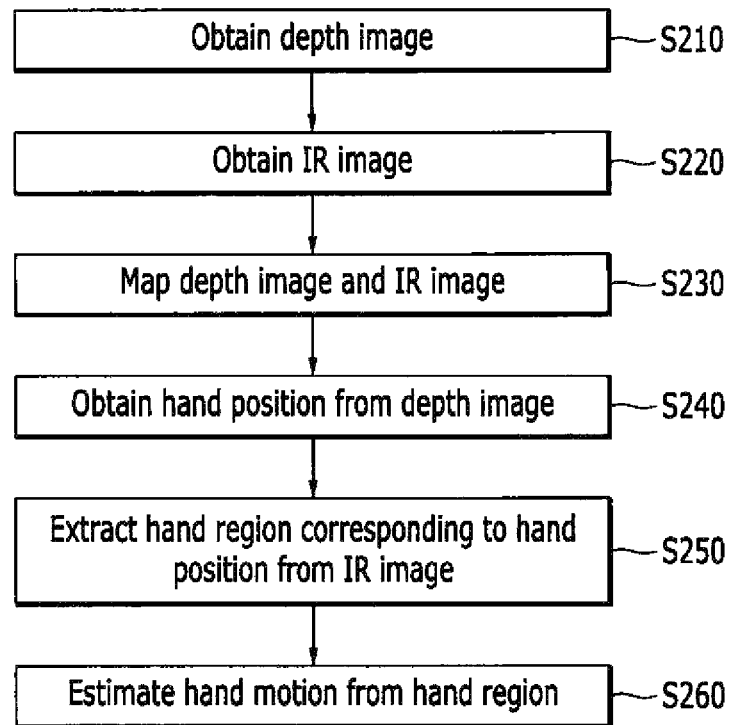 Obtain depth image
S210
Obtain IR image
S220
Map depth image and IR image
S230
Obtain hand position from depth image
S240
Extract hand region corresponding to hand
position from IR image
S250
Estimate hand motion from hand region
S260